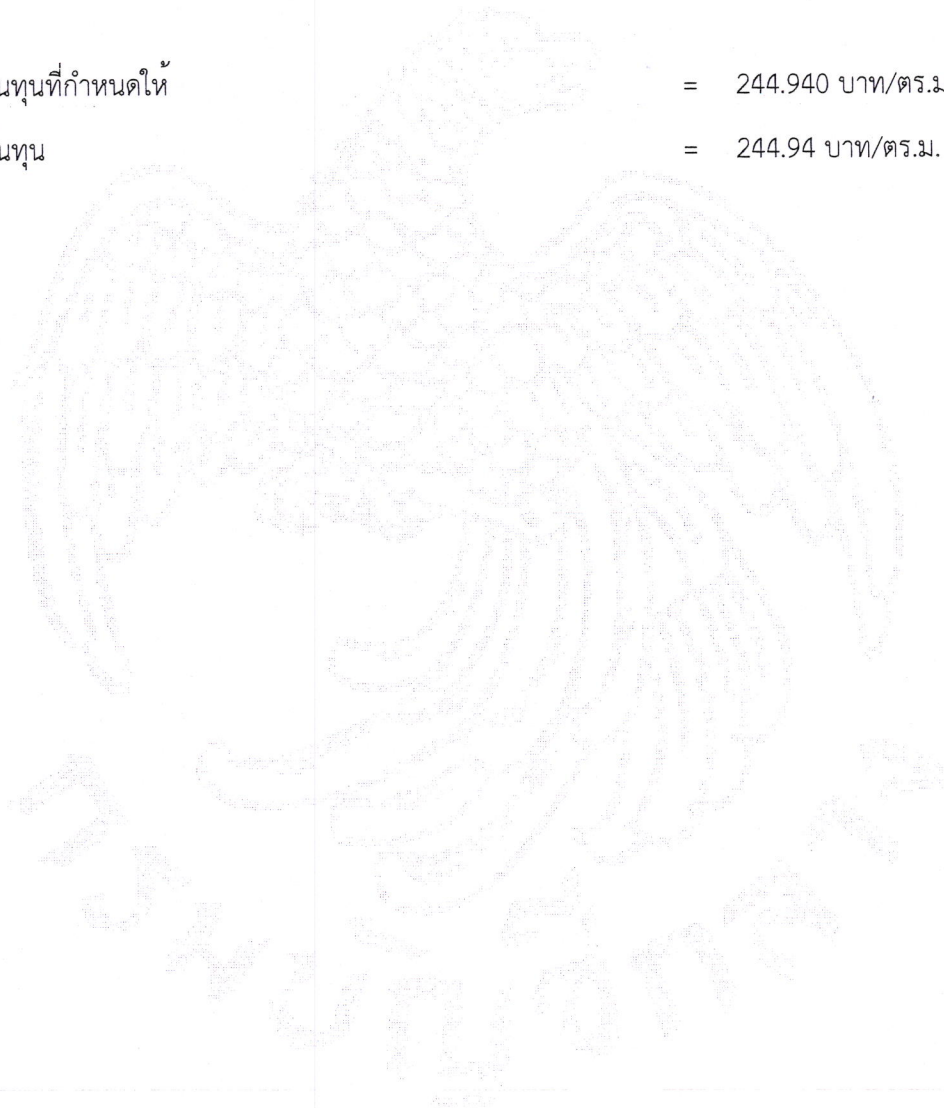 นทุนที่กำหนดให้ = 244.940 บาท/ตร.ม
นทุน = 244.94 บาท/ตร.ม.